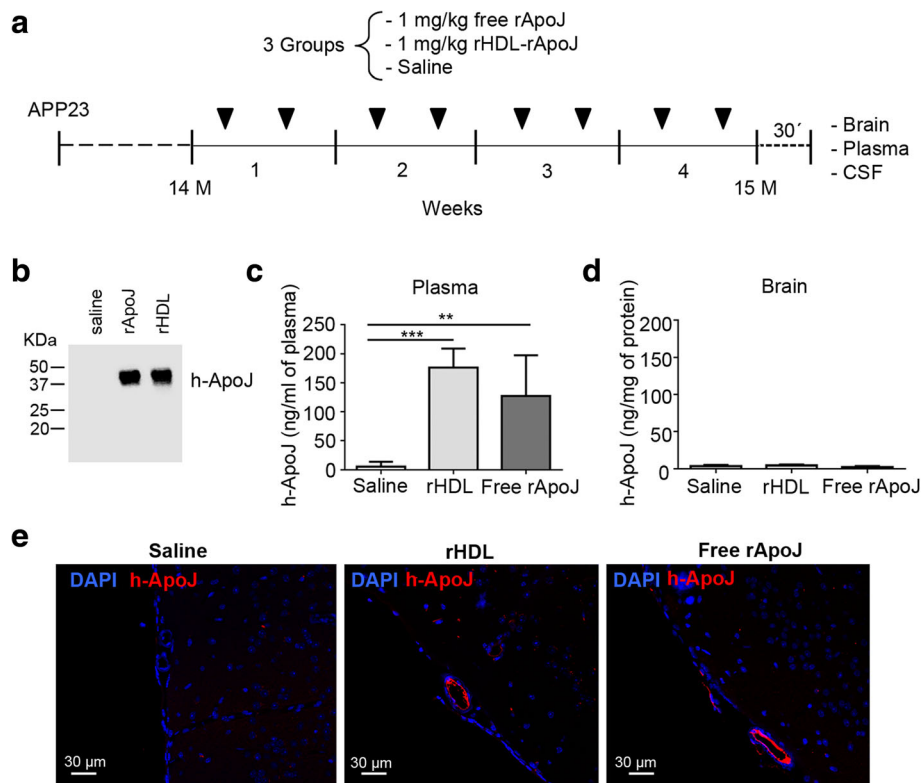 a
3 Groups
- 1 mg/kg free rApoJ
- 1 mg/kg rHDL-rApoJ
- Saline
APP23
30´
- Brain
- Plasma
- CSF
1 2 3 4
14 M 15 M
Weeks
b
saline rApoJ rHDL
KDa
50
37
25
20
h-ApoJ
c
Plasma
h-ApoJ (ng/ml of plasma)
250
200
150
100
50
0
**
***
Saline rHDL Free rApoJ
d
Brain
h-ApoJ (ng/mg of protein)
200
150
100
50
0
Saline rHDL Free rApoJ
e
Saline
DAPI h-ApoJ
30 µm
rHDL
DAPI h-ApoJ
30 µm
Free rApoJ
DAPI h-ApoJ
30 µm